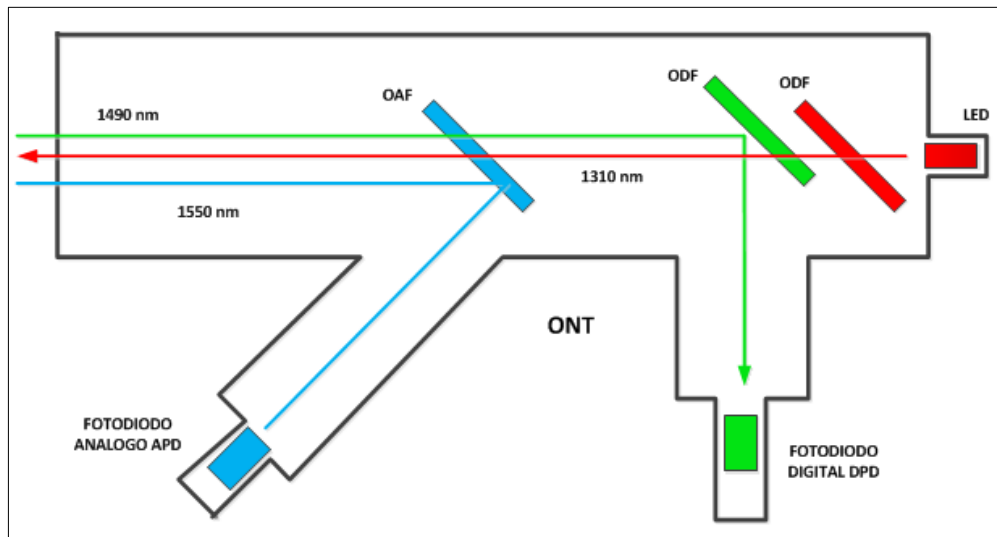 ODF
ODF
OAF
LED
1490 nm
1310 nm
1550 nm
ONT
FOTODIODO
ANALOGO APD
FOTODIODO
DIGITAL DPD